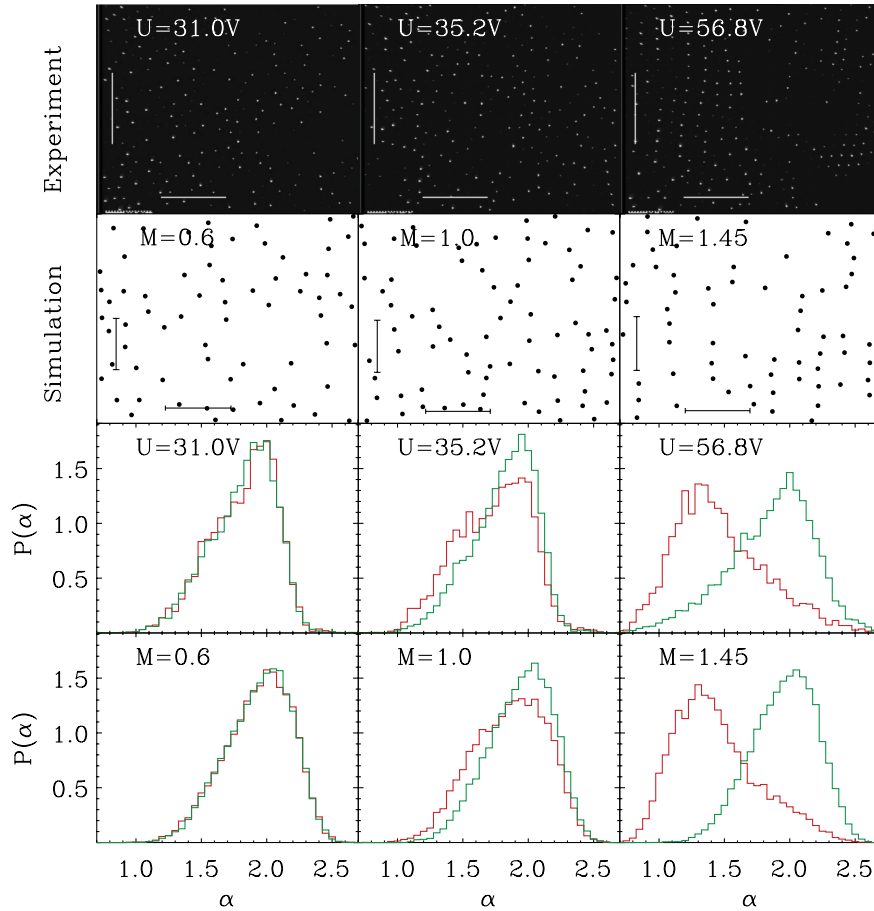 U=31.0V U=35.2V U=56.8V
Experiment
M=0.6 M=1.0 M=1.45
Simulation
U=31.0V U=35.2V U=56.8V
1.5
1.0
0.5
P(α)
M=0.6 M=1.0 M=1.45
1.5
1.0
0.5
P(α)
1.0 1.5 2.0 2.5 1.0 1.5 2.0 2.5 1.0 1.5 2.0 2.5
α α α